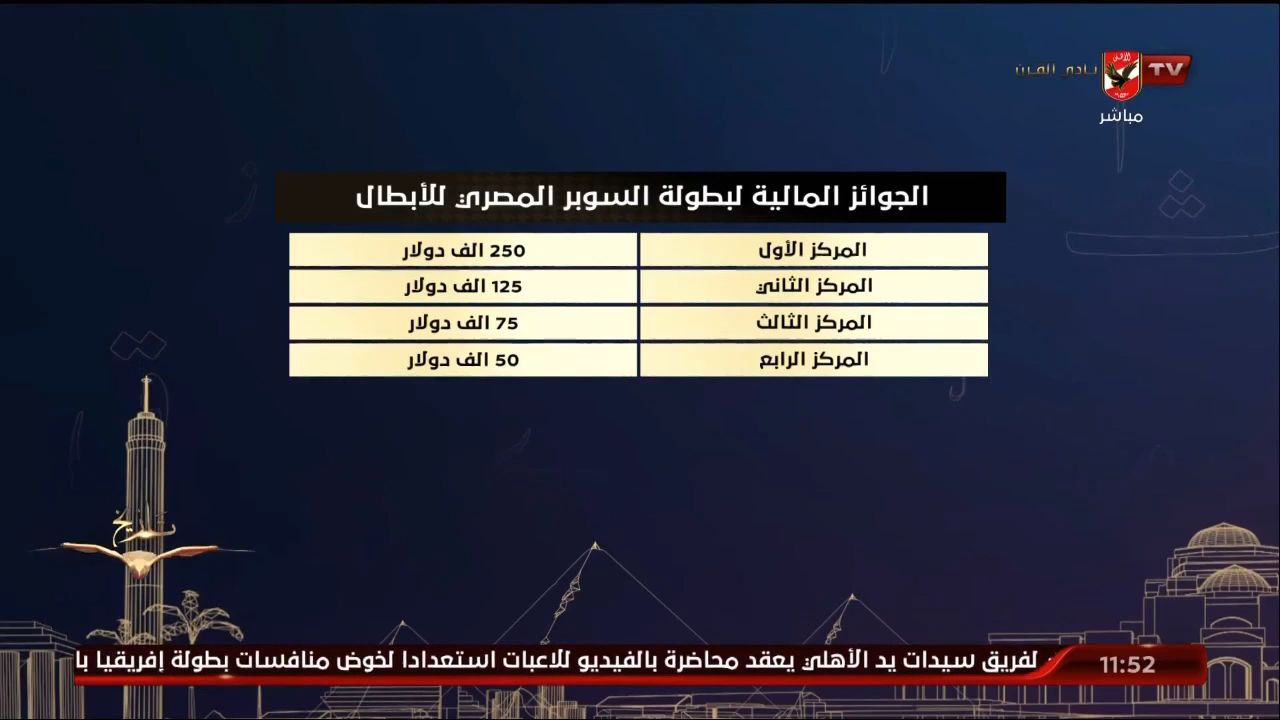 نادي القرن TV
مباشر
الجوائز المالية لبطولة السوبر المصري للأبطال
المركز الأول 250 الف دولار
المركز الثاني 125 الف دولار
المركز الثالث 75 الف دولار
المركز الرابع 50 الف دولار
لفريق سيدات يد الأهلي يعقد محاضرة بالفيديو للاعبات استعدادا لخوض منافسات بطولة إفريقيا با
11:52